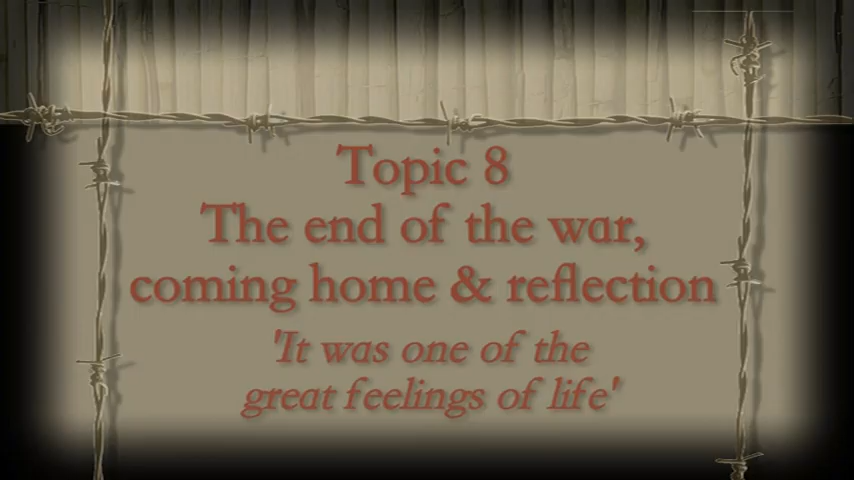 Topic 8
The end of the war,
coming home & reflection
'It was one of the
great feelings of life'